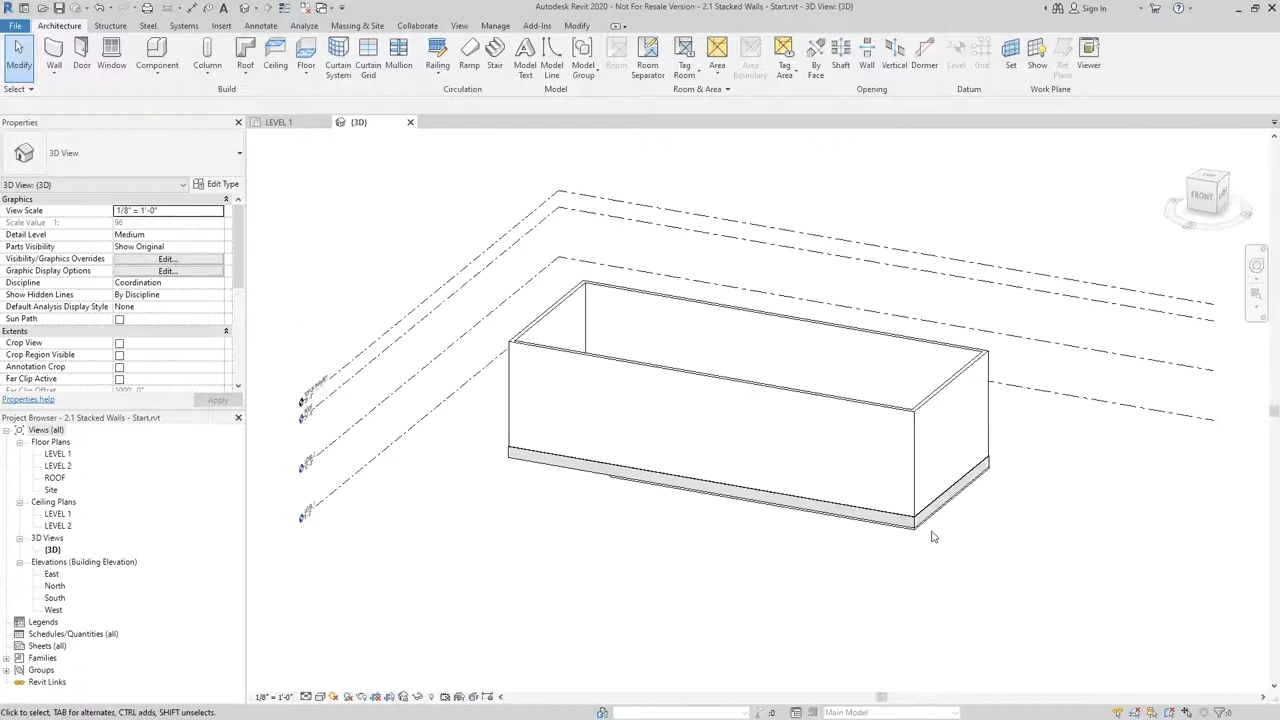 Autodesk Revit 2020 - Not For Resale Version - 2.1 Stacked Walls - Start.rvt - 3D View: {3D}
Sign In
File Architecture Structure Steel Systems Insert Annotate Analyze Massing & Site Collaborate View Manage Add-Ins Modify
Modify Wall Door Window Component Column Roof Ceiling Floor Curtain System Curtain Grid Mullion Railing Ramp Stair Model Text Model Line Model Group Room Room Separator Tag Room Area Area Boundary Tag Area By Face Shaft Wall Vertical Dormer Level Grid Set Show Ref Plane Viewer
Select Build Circulation Model Room & Area Opening Datum Work Plane
Properties
LEVEL 1
{3D}
3D View
3D View: {3D}
Edit Type
Graphics
View Scale 1/8" = 1'-0"
Scale Value 1: 96
Detail Level Medium
Parts Visibility Show Original
Visibility/Graphics Overrides Edit...
Graphic Display Options Edit...
Discipline Coordination
Show Hidden Lines By Discipline
Default Analysis Display Style None
Sun Path
Extents
Crop View
Crop Region Visible
Annotation Crop
Far Clip Active
Far Clip Offset 1000' 0"
Properties help
Apply
Project Browser - 2.1 Stacked Walls - Start.rvt
Views (all)
Floor Plans
LEVEL 1
LEVEL 2
ROOF
Site
Ceiling Plans
LEVEL 1
LEVEL 2
3D Views
{3D}
Elevations (Building Elevation)
East
North
South
West
Legends
Schedules/Quantities (all)
Sheets (all)
Families
Groups
Revit Links
FRONT
1/8" = 1'-0"
Click to select, TAB for alternates, CTRL adds, SHIFT unselects.
:0
Main Model
:0